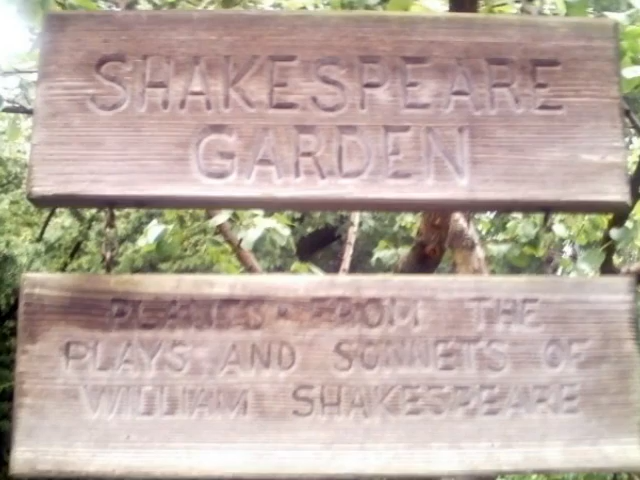 SHAKESPEARE
GARDEN
PLANTS FROM THE
PLAYS AND SONNETS OF
WILLIAM SHAKESPEARE